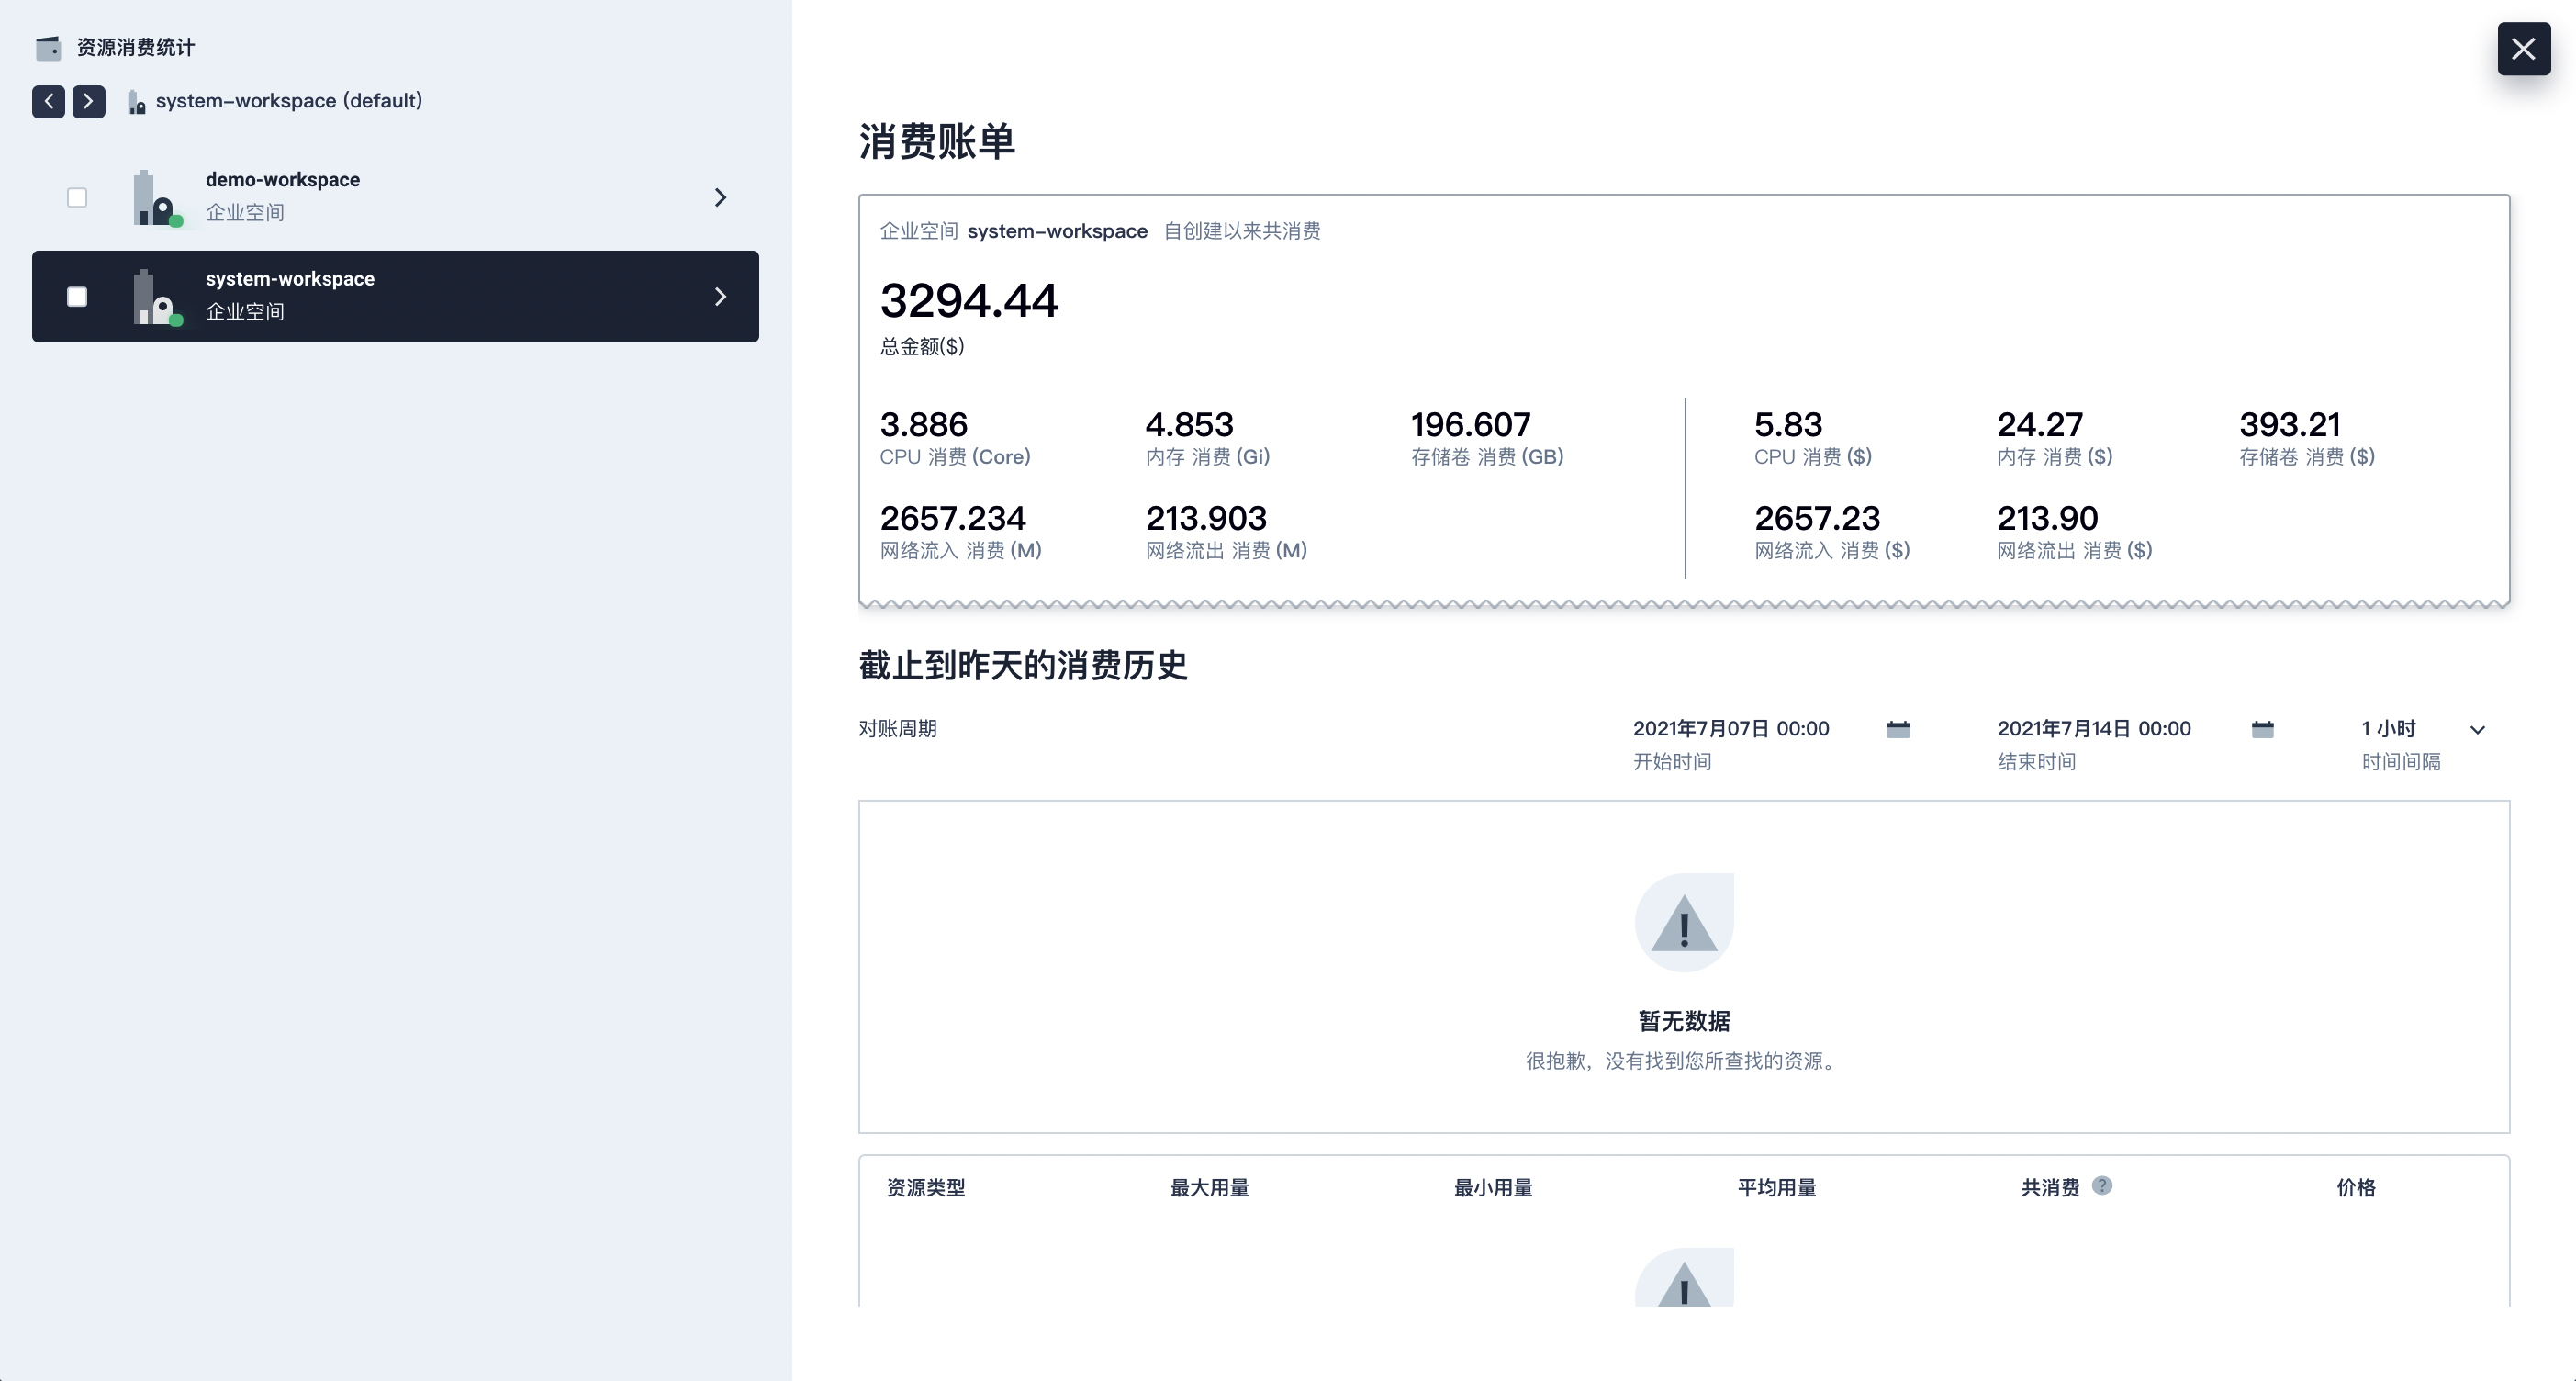 资源消费统计
system-workspace (default)
demo-workspace
企业空间
system-workspace
企业空间
消费账单
企业空间 system-workspace 自创建以来共消费
3294.44
总金额($)
3.886 4.853 196.607 5.83 24.27 393.21
CPU 消费 (Core) 内存 消费 (Gi) 存储卷 消费 (GB) CPU 消费 ($) 内存 消费 ($) 存储卷 消费 ($)
2657.234 213.903 2657.23 213.90
网络流入 消费 (M) 网络流出 消费 (M) 网络流入 消费 ($) 网络流出 消费 ($)
截止到昨天的消费历史
对账周期 2021年7月07日 00:00 2021年7月14日 00:00 1 小时
开始时间 结束时间 时间间隔
暂无数据
很抱歉，没有找到您所查找的资源。
资源类型 最大用量 最小用量 平均用量 共消费 ? 价格